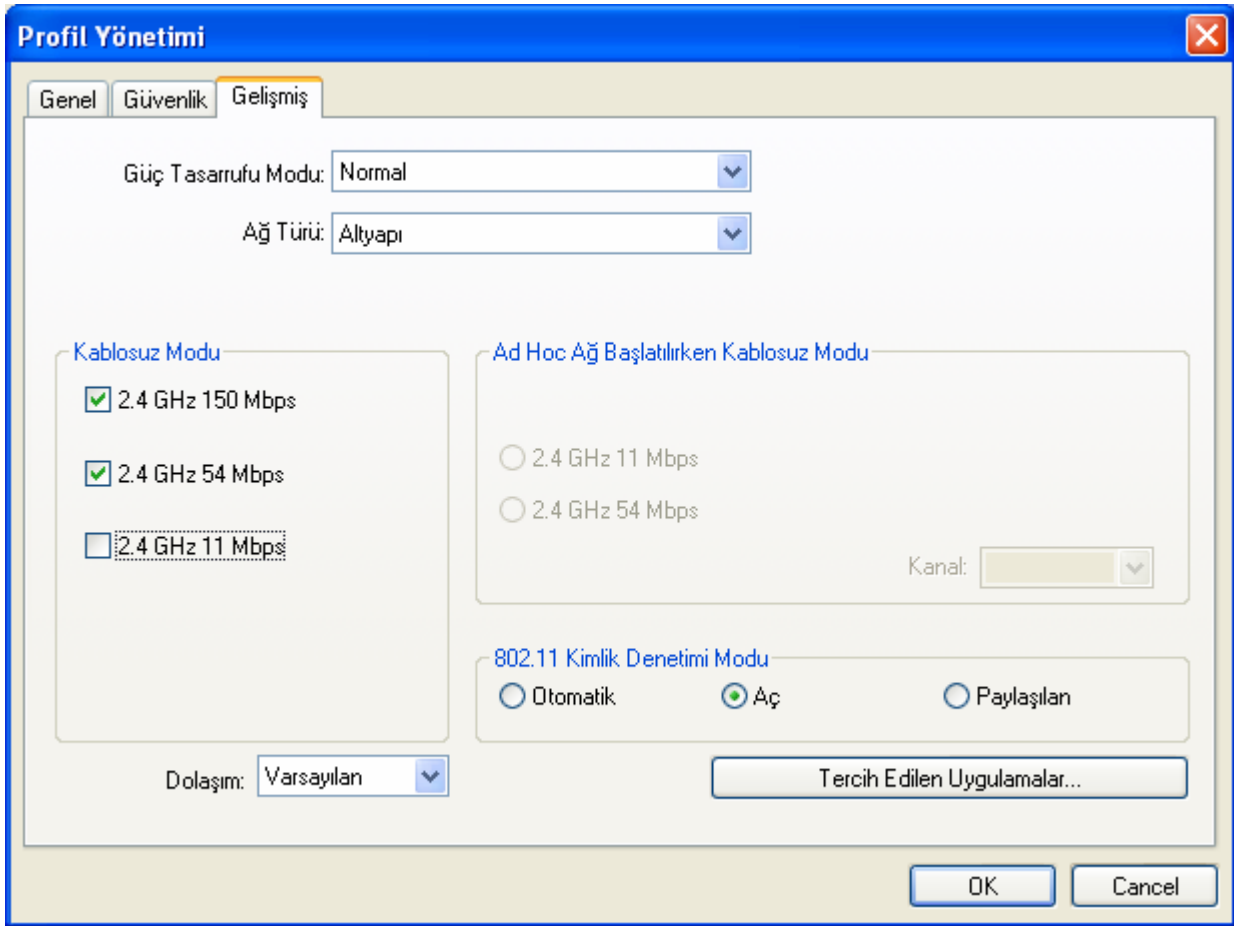 Profil Yönetimi
Genel Güvenlik Gelişmiş
Güç Tasarrufu Modu: Normal
Ağ Türü: Altyapı
Kablosuz Modu
2.4 GHz 150 Mbps
2.4 GHz 54 Mbps
2.4 GHz 11 Mbps
Ad Hoc Ağ Başlatılırken Kablosuz Modu
2.4 GHz 11 Mbps
2.4 GHz 54 Mbps
Kanal:
802.11 Kimlik Denetimi Modu
Otomatik Aç Paylaşılan
Dolaşım: Varsayılan
Tercih Edilen Uygulamalar...
OK Cancel